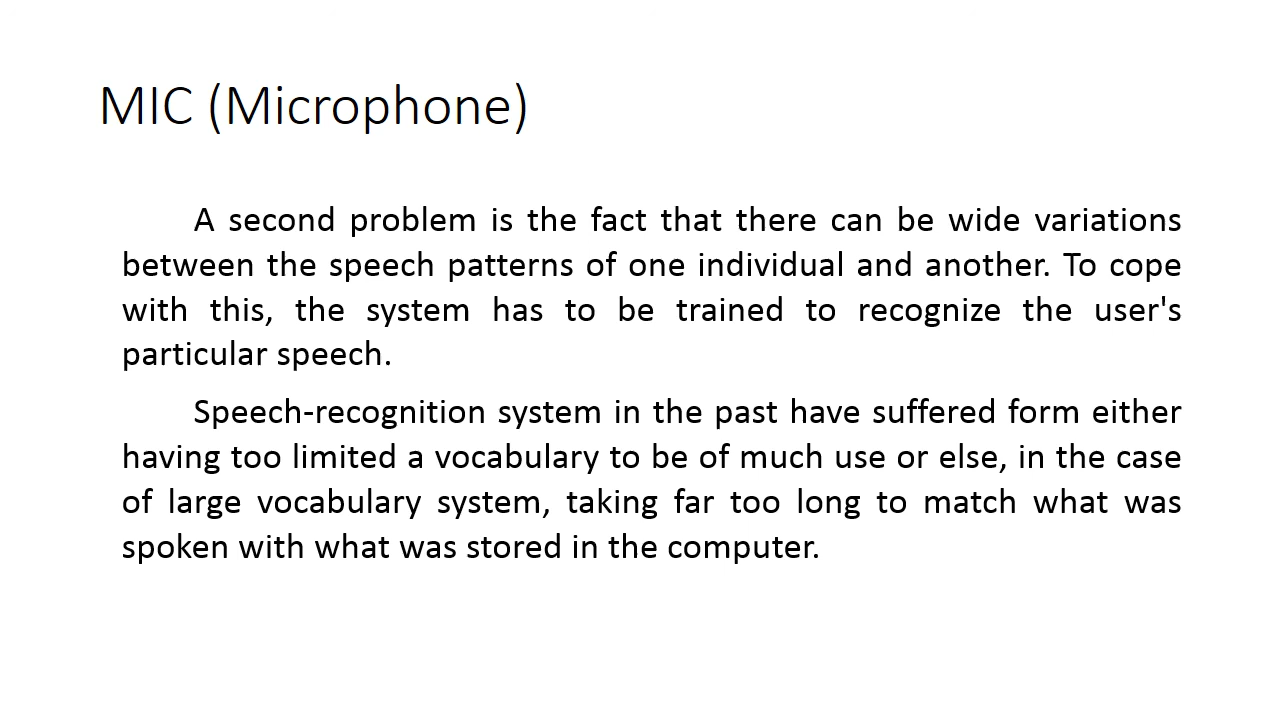 MIC (Microphone)
A second problem is the fact that there can be wide variations
between the speech patterns of one individual and another. To cope
with this, the system has to be trained to recognize the user's
particular speech.
Speech-recognition system in the past have suffered form either
having too limited a vocabulary to be of much use or else, in the case
of large vocabulary system, taking far too long to match what was
spoken with what was stored in the computer.